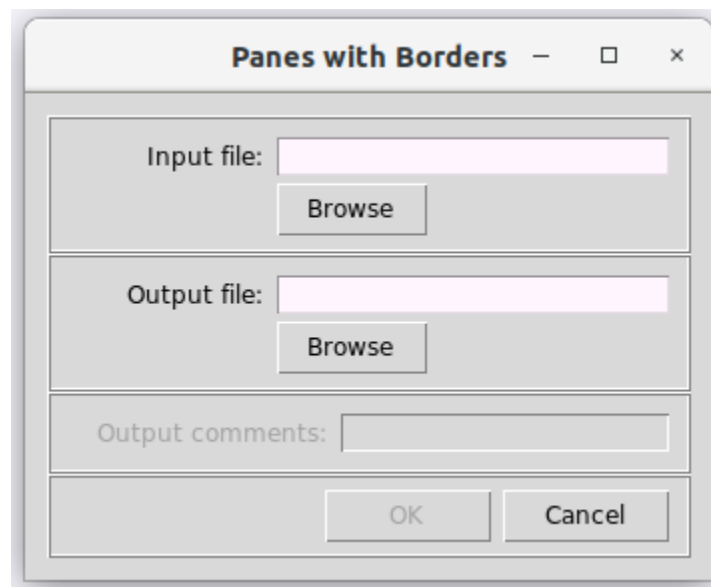 Panes with Borders
Input file:
Browse
Output file:
Browse
Output comments:
OK Cancel